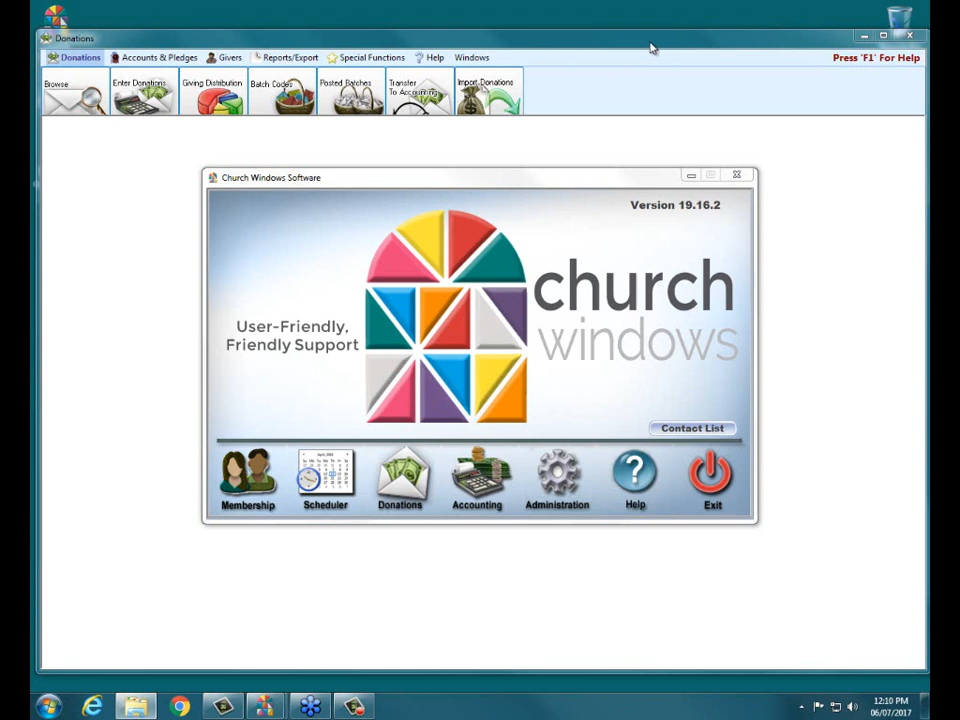 Donations
Donations Accounts & Pledges Givers Reports/Export Special Functions Help Windows Press 'F1' For Help
Browse Enter Donations Giving Distribution Batch Codes Posted Batches Transfer To Accounting Import Donations
Church Windows Software
Version 19.16.2
church
windows
User-Friendly,
Friendly Support
Contact List
Membership Scheduler Donations Accounting Administration Help Exit
12:10 PM
06/07/2017